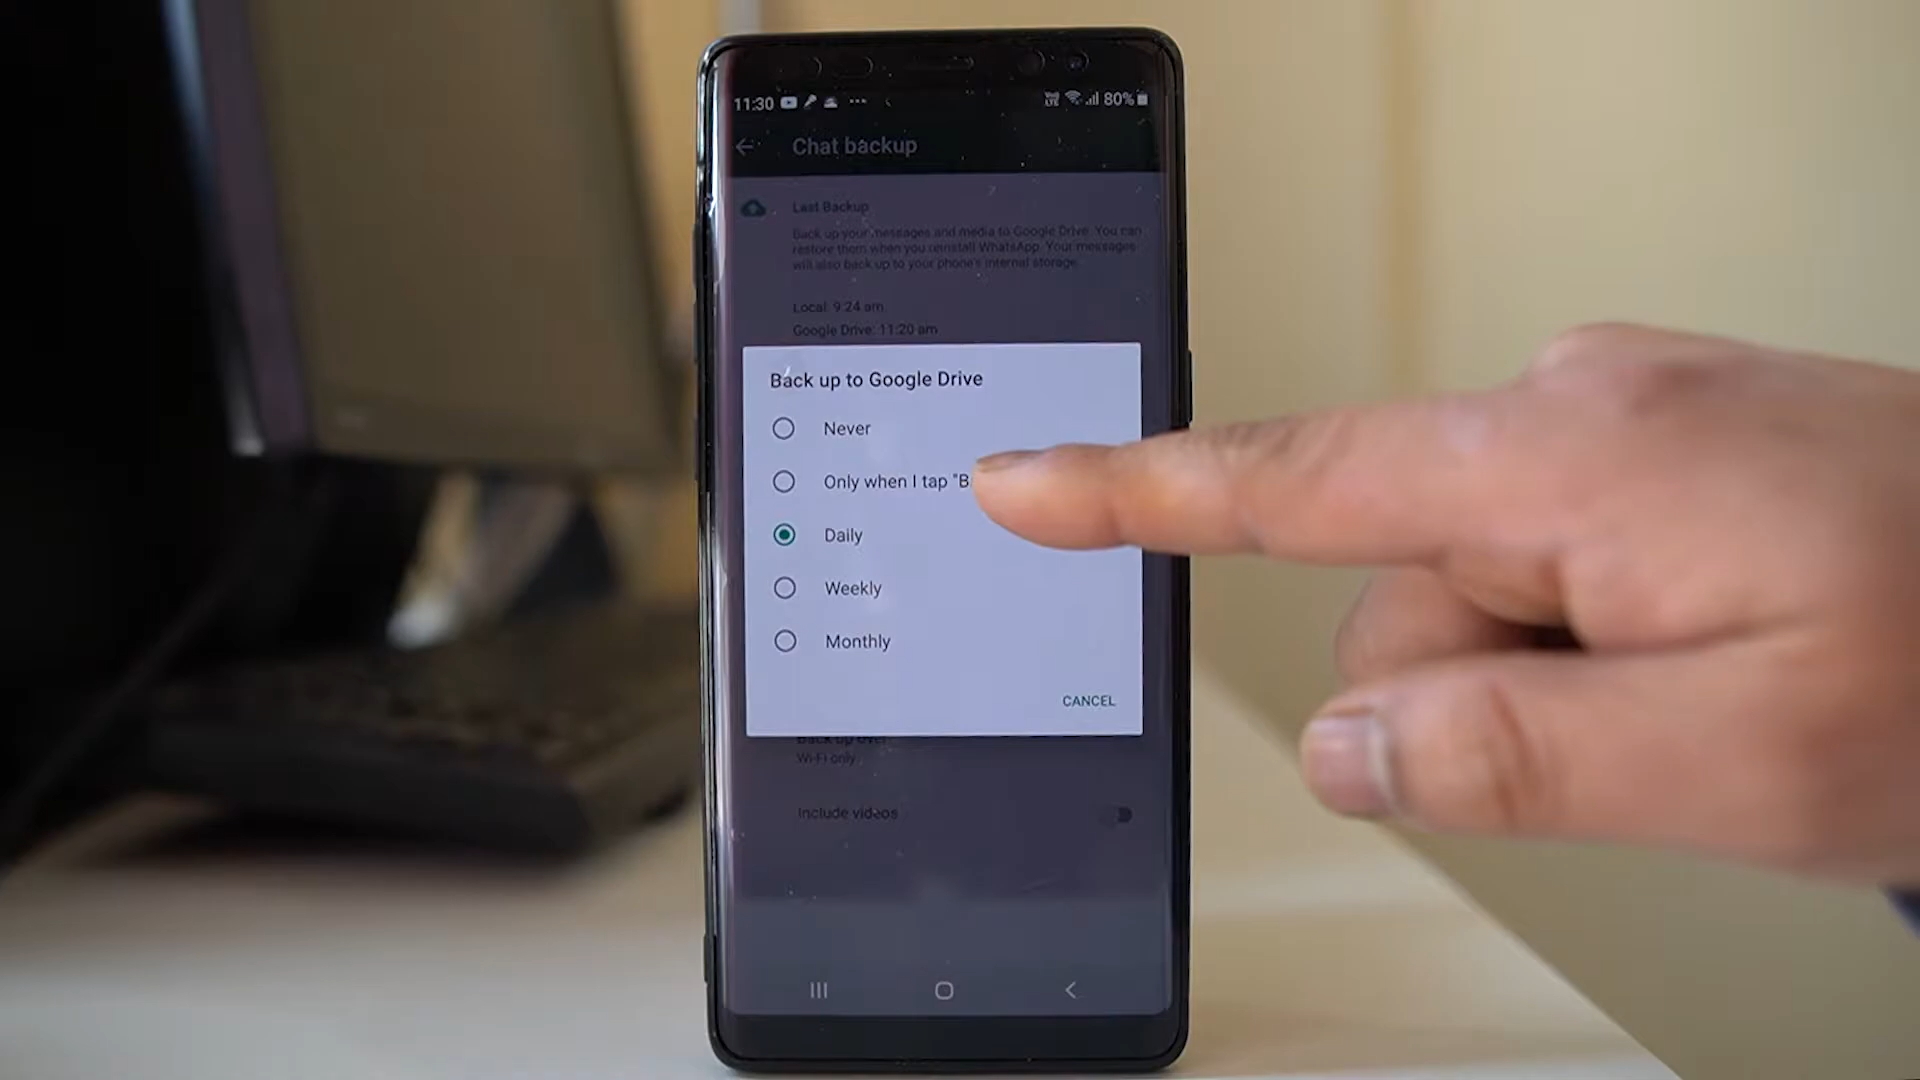 11:30 80%
Chat backup
Last Backup
Back up your messages and media to Google Drive. You can
restore them when you reinstall WhatsApp. Your messages
will also back up to your phone's internal storage.
Local: 9:24 am
Google Drive: 11:20 am
Back up to Google Drive
Never
Only when I tap "B
Daily
Weekly
Monthly
CANCEL
Back up over
Wi-Fi only
Include videos